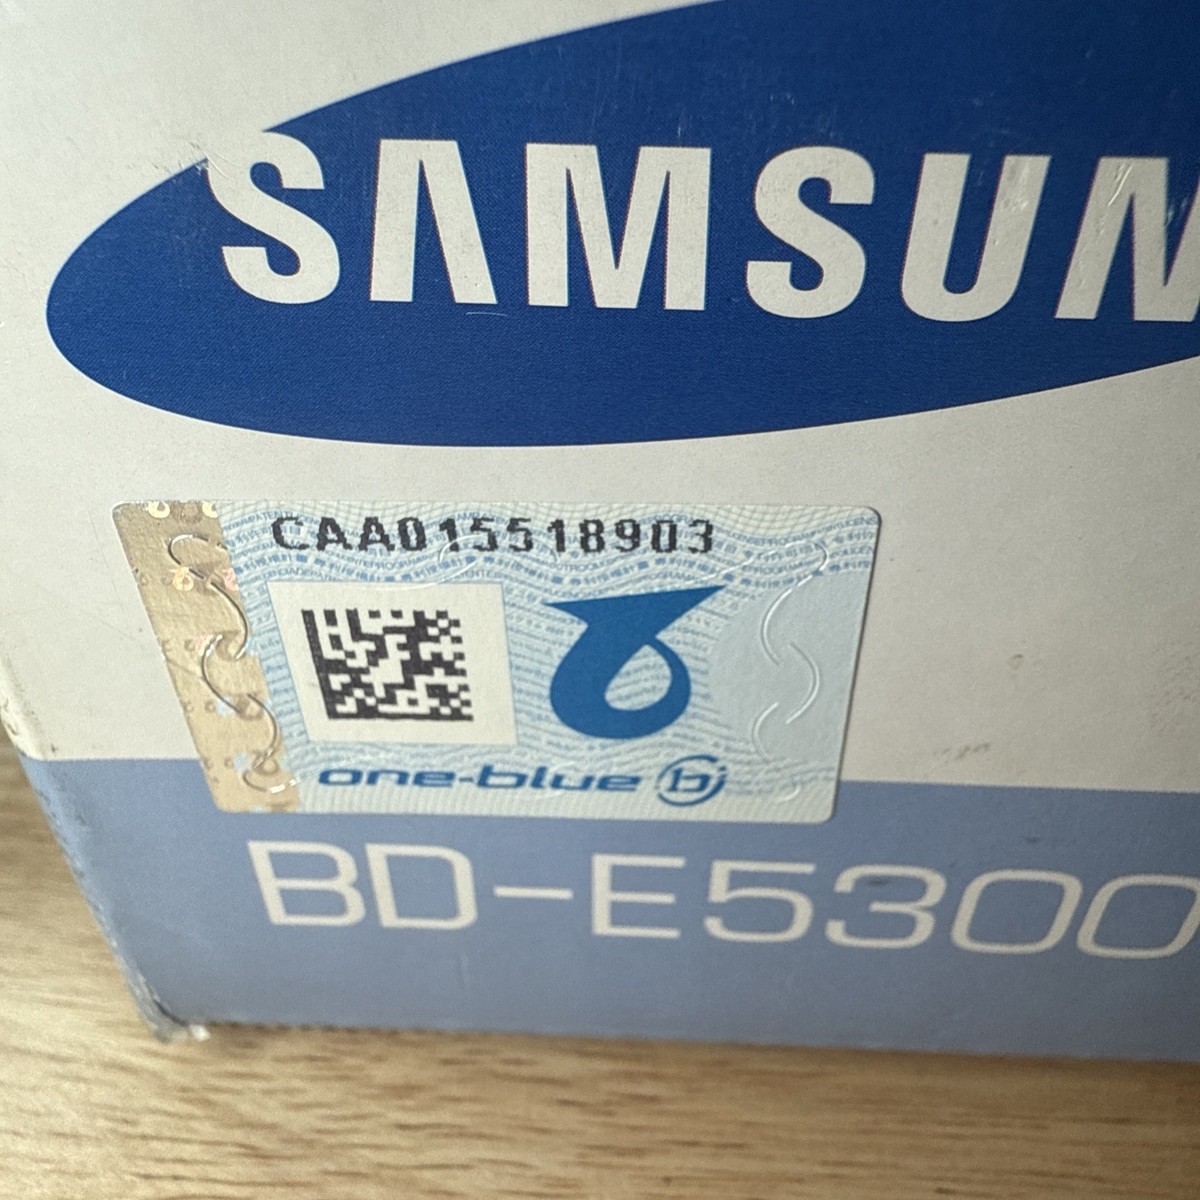 SAMSUN
CAA015518903
one-blue
BD-E5300